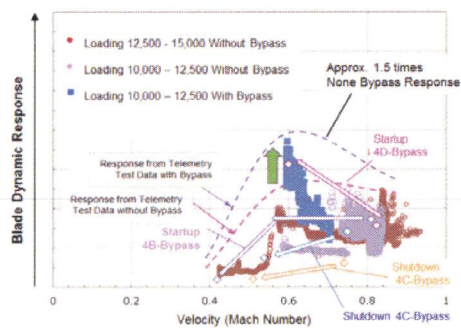 Loading 12,500 - 15,000 Without Bypass
Loading 10,000 – 12,500 Without Bypass
Loading 10,000 – 12,500 With Bypass
Approx. 1.5 times
None Bypass Response
Startup
4D-Bypass
Response from Telemetry
Test Data with Bypass
Response from Telemetry
Test Data without Bypass
Startup
4B-Bypass
Shutdown
4C-Bypass
Shutdown 4C-Bypass
Blade Dynamic Response
0
0.2
0.4
0.6
0.8
1
Velocity (Mach Number)